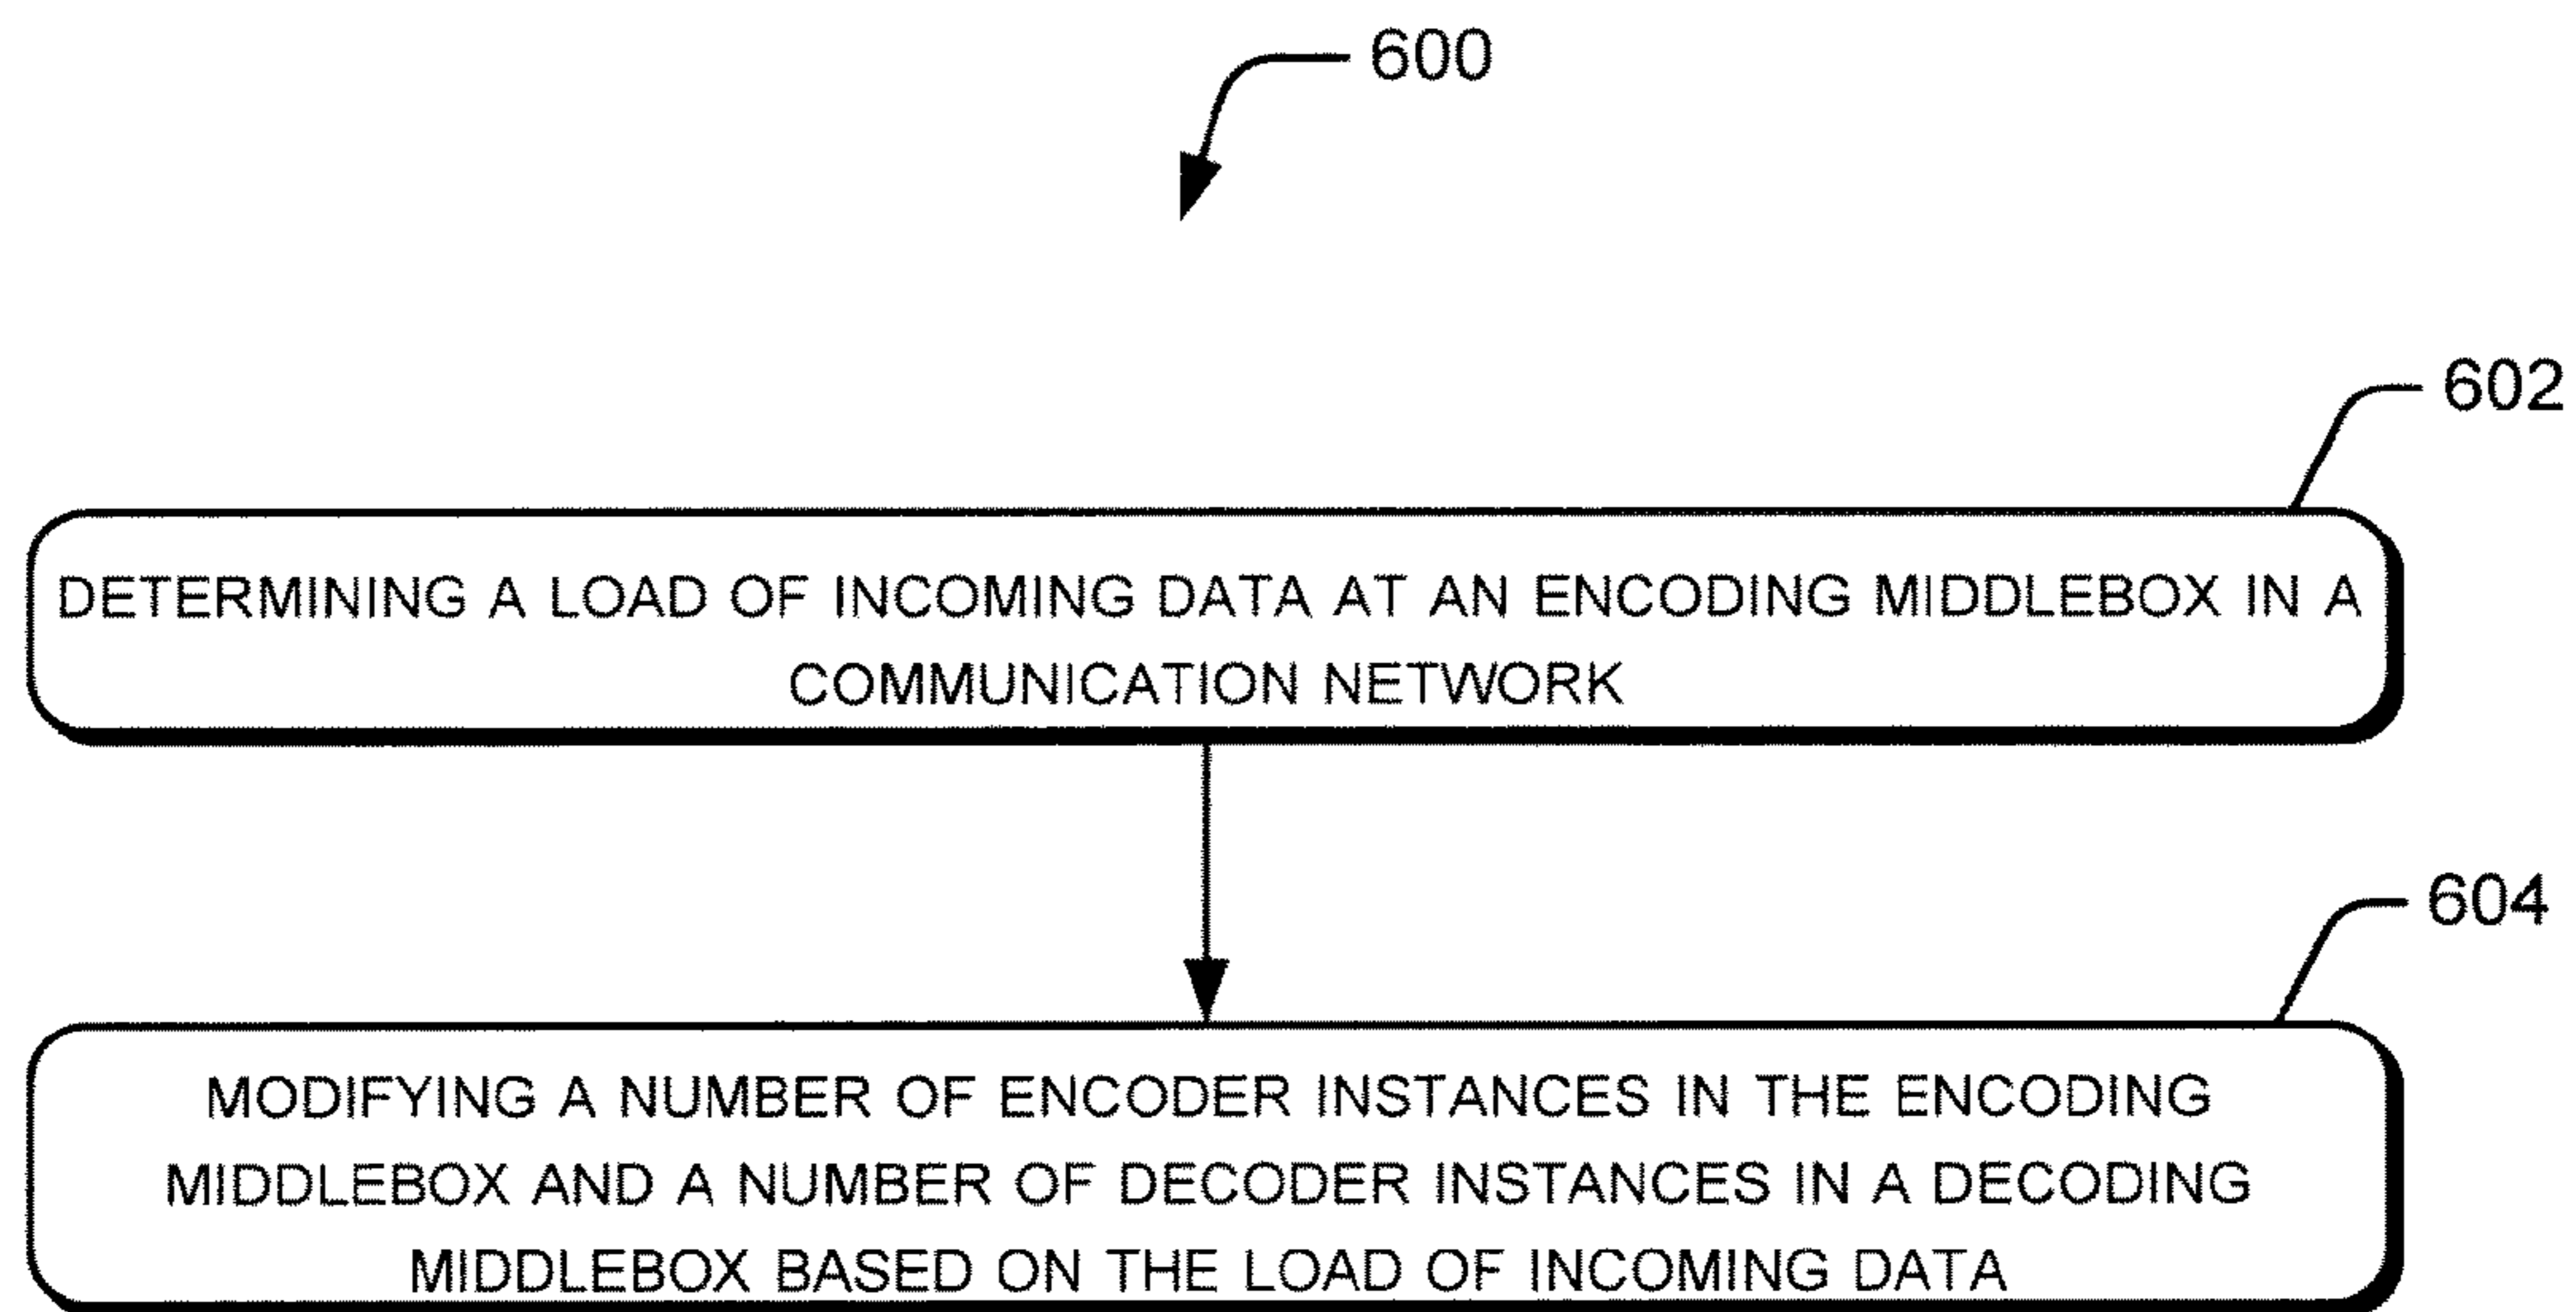 600
602
DETERMINING A LOAD OF INCOMING DATA AT AN ENCODING MIDDLEBOX IN A
COMMUNICATION NETWORK
604
MODIFYING A NUMBER OF ENCODER INSTANCES IN THE ENCODING
MIDDLEBOX AND A NUMBER OF DECODER INSTANCES IN A DECODING
MIDDLEBOX BASED ON THE LOAD OF INCOMING DATA